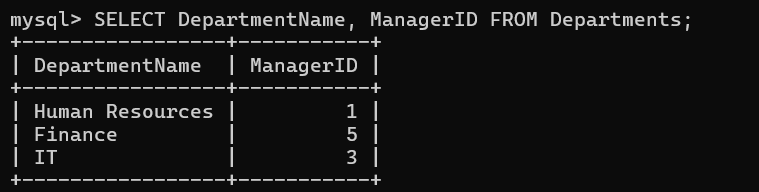 mysql> SELECT DepartmentName, ManagerID FROM Departments;
+-----------------+-----------+
| DepartmentName  | ManagerID |
+-----------------+-----------+
| Human Resources |         1 |
| Finance         |         5 |
| IT              |         3 |
+-----------------+-----------+